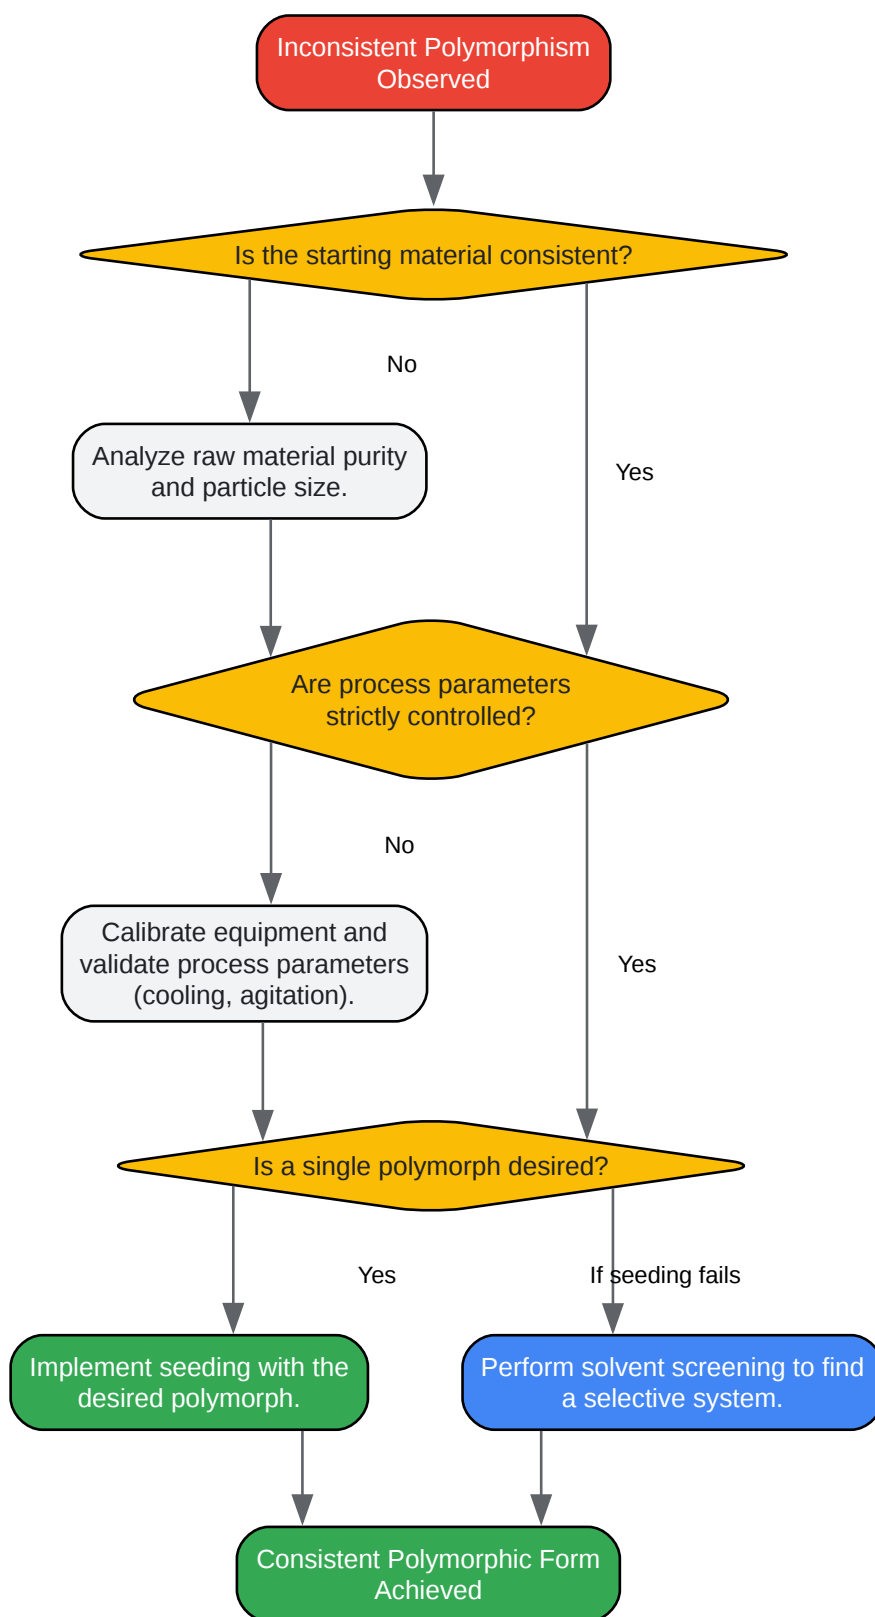 Inconsistent Polymorphism
Observed
Is the starting material consistent?
No
Analyze raw material purity
and particle size.
Yes
Are process parameters
strictly controlled?
No
Calibrate equipment and
validate process parameters
(cooling, agitation).
Yes
Is a single polymorph desired?
Yes
If seeding fails
Implement seeding with the
desired polymorph.
Perform solvent screening to find
a selective system.
Consistent Polymorphic Form
Achieved